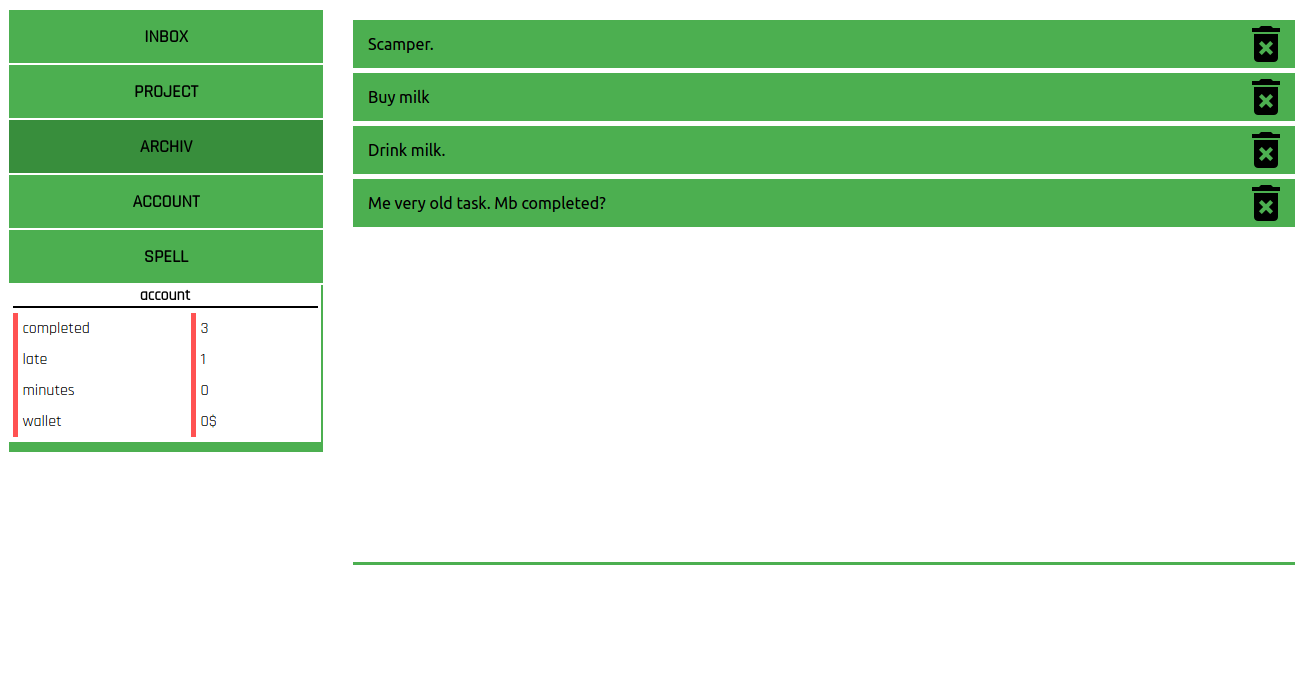 INBOX
PROJECT
ARCHIV
ACCOUNT
SPELL
account
completed 3
late 1
minutes 0
wallet 0$
Scamper.
Buy milk
Drink milk.
Me very old task. Mb completed?